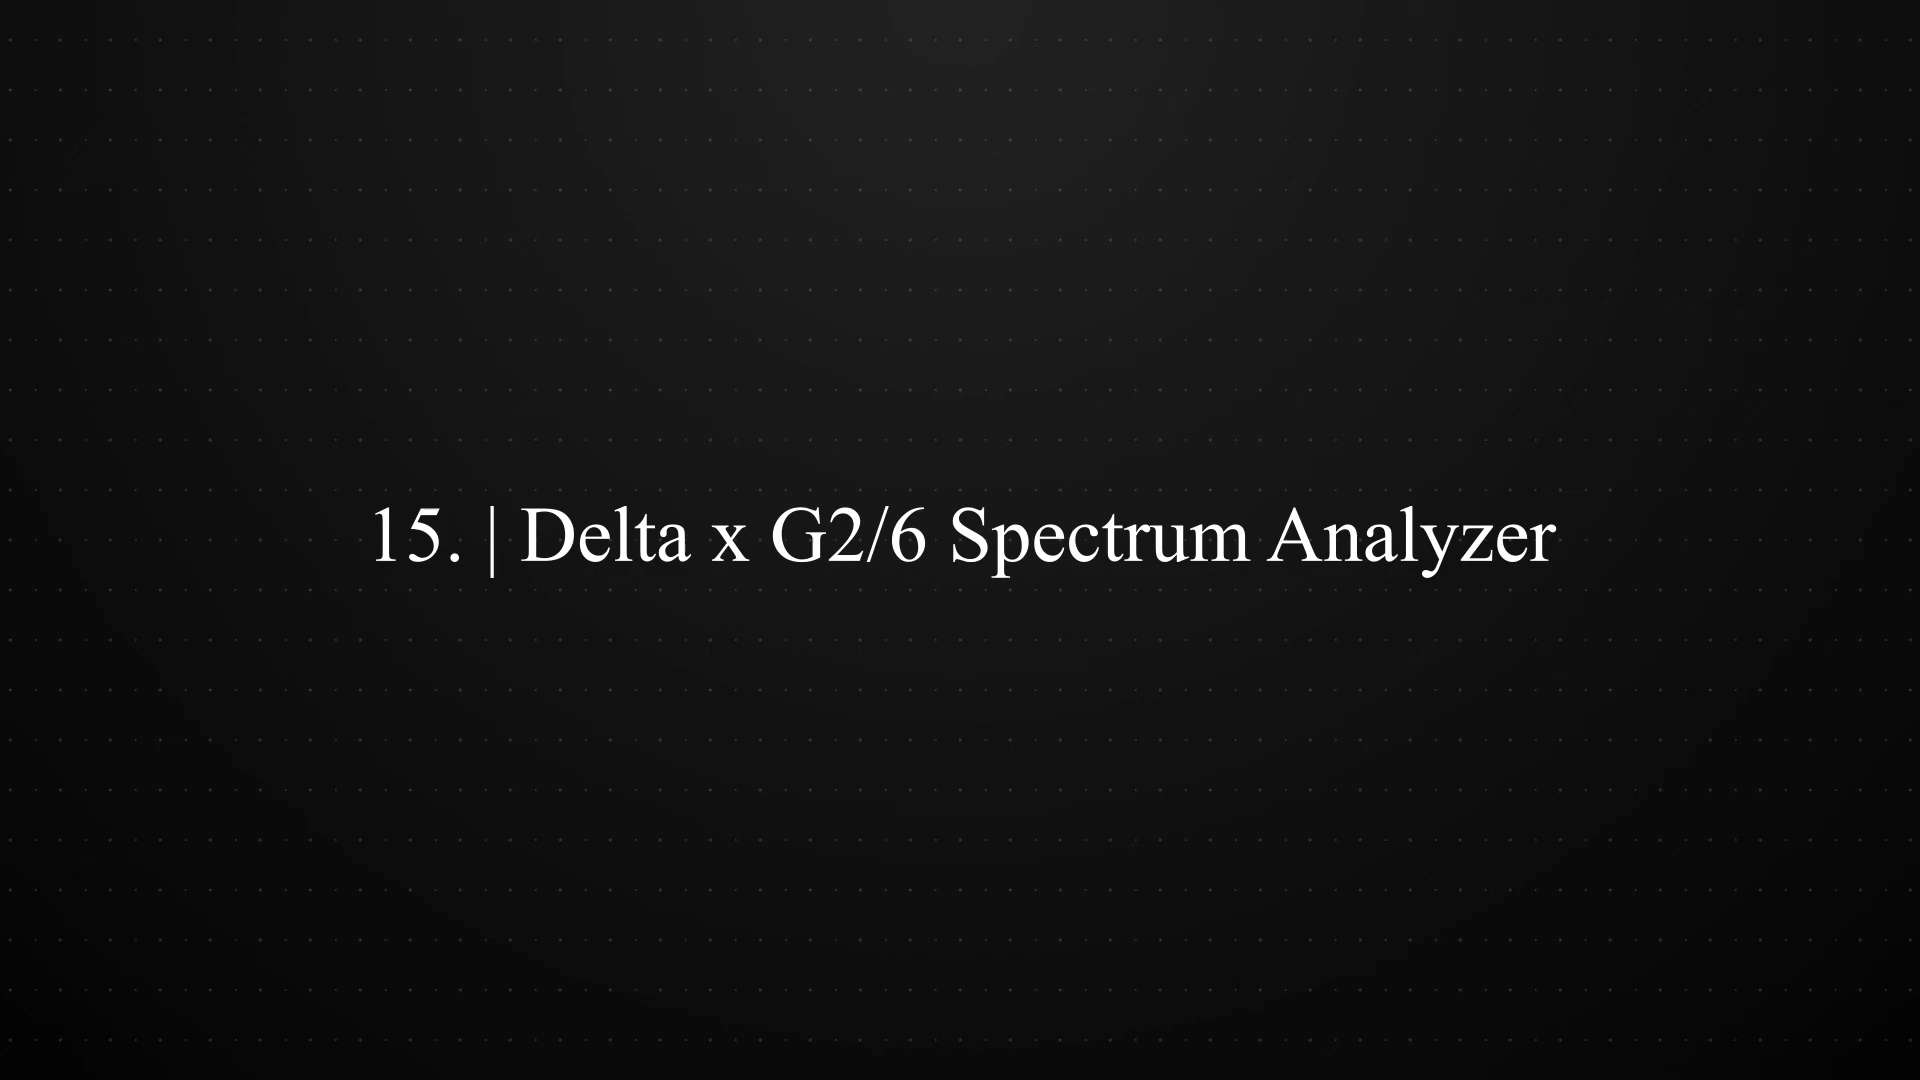 15. | Delta x G2/6 Spectrum Analyzer